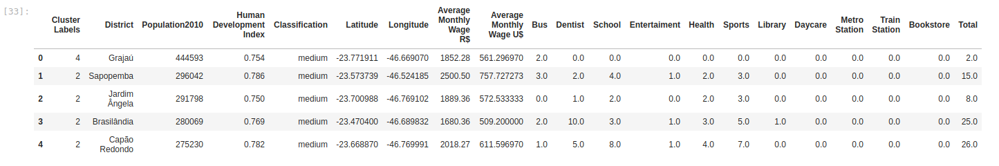 [33]:
Cluster Labels District Population2010 Human Development Index Classification Latitude Longitude Average Monthly Wage R$ Average Monthly Wage U$ Bus Dentist School Entertaiment Health Sports Library Daycare Metro Station Train Station Bookstore Total
0 4 Grajaú 444593 0.754 medium -23.771911 -46.669070 1852.28 561.296970 2.0 0.0 0.0 0.0 0.0 0.0 0.0 0.0 0.0 0.0 0.0 2.0
1 2 Sapopemba 296042 0.786 medium -23.573739 -46.524185 2500.50 757.727273 3.0 2.0 4.0 1.0 2.0 3.0 0.0 0.0 0.0 0.0 0.0 15.0
2 2 Jardim Ângela 291798 0.750 medium -23.700988 -46.769102 1889.36 572.533333 0.0 1.0 2.0 0.0 2.0 3.0 0.0 0.0 0.0 0.0 0.0 8.0
3 2 Brasilândia 280069 0.769 medium -23.470400 -46.689832 1680.36 509.200000 2.0 10.0 3.0 1.0 3.0 5.0 1.0 0.0 0.0 0.0 0.0 25.0
4 2 Capão Redondo 275230 0.782 medium -23.668870 -46.769991 2018.27 611.596970 1.0 5.0 8.0 1.0 4.0 7.0 0.0 0.0 0.0 0.0 0.0 26.0